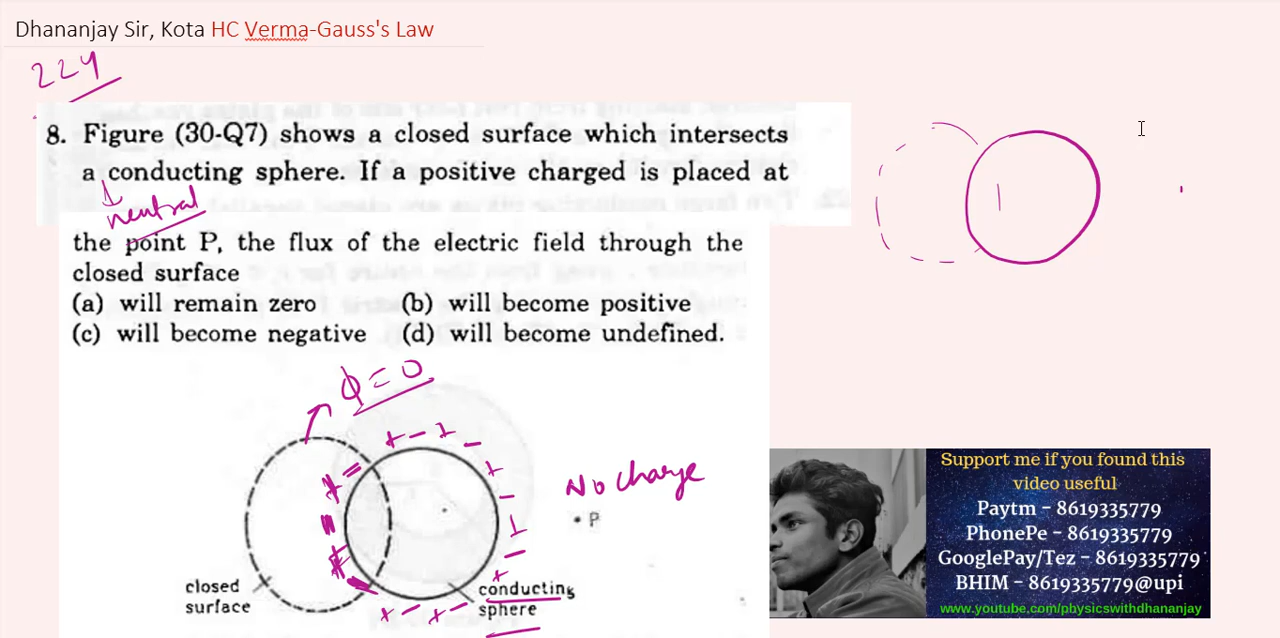 Dhananjay Sir, Kota HC Verma-Gauss's Law
224
8. Figure (30-Q7) shows a closed surface which intersects
a conducting sphere. If a positive charged is placed at
neutral
the point P, the flux of the electric field through the
closed surface
(a) will remain zero (b) will become positive
(c) will become negative (d) will become undefined.
ϕ = 0
+ - +
-
+
-
+
-
+
+ - + -
No charge
• P
closed
surface
conducting
sphere
Support me if you found this
video useful
Paytm – 8619335779
PhonePe – 8619335779
GooglePay/Tez – 8619335779
BHIM – 8619335779@upi
www.youtube.com/physicswithdhananjay